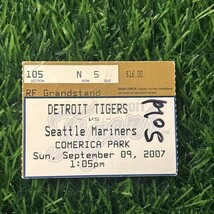 105 N 5 $16.00
RF Grandstand
DETROIT TIGERS
vs
Seattle Mariners
COMERICA PARK
Sun, September 09, 2007
1:05pm